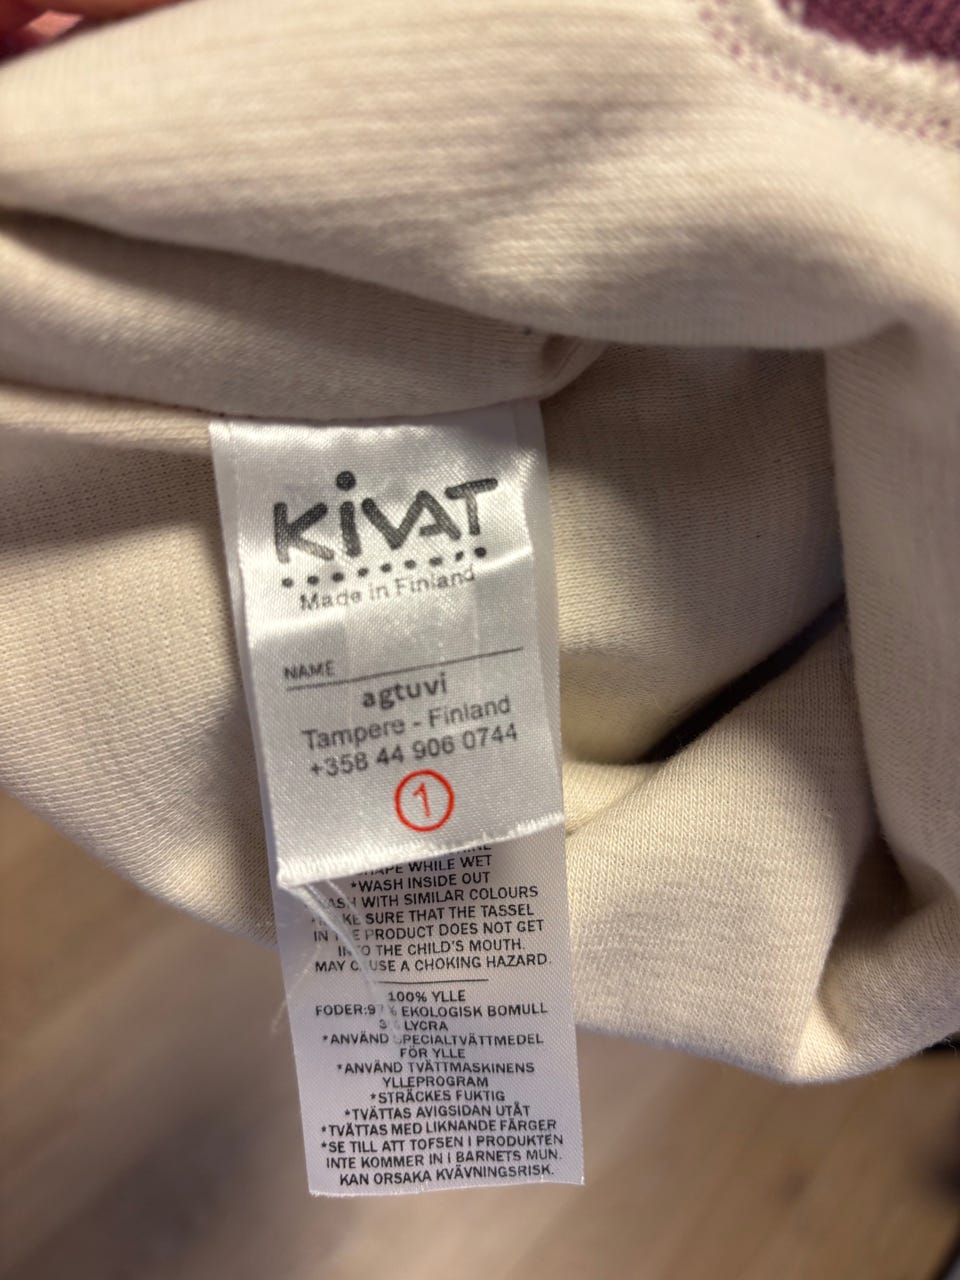 KiVAT
Made in Finland
NAME
agtuvi
Tampere - Finland
+358 44 906 0744
1
WHILE WET
*WASH INSIDE OUT
WITH SIMILAR COLOURS
SURE THAT THE TASSEL
IN PRODUCT DOES NOT GET
THE CHILD'S MOUTH.
MAY A CHOKING HAZARD.
100% YLLE
EKOLOGISK BOMULL
LYCRA
*ANVÄND SPECIALTVÄTTMEDEL
FÖR YLLE
*ANVÄND TVÄTTMASKINENS
YLLEPROGRAM
*STRÄCKES FUKTIG
*TVÄTTAS AVIGSIDAN UTÅT
*TVÄTTAS MED LIKNANDE FÄRGER
*SE TILL ATT TOFSEN I PRODUKTEN
INTE KOMMER IN I BARNETS MUN.
KAN ORSAKA KVÄVNINGSRISK.